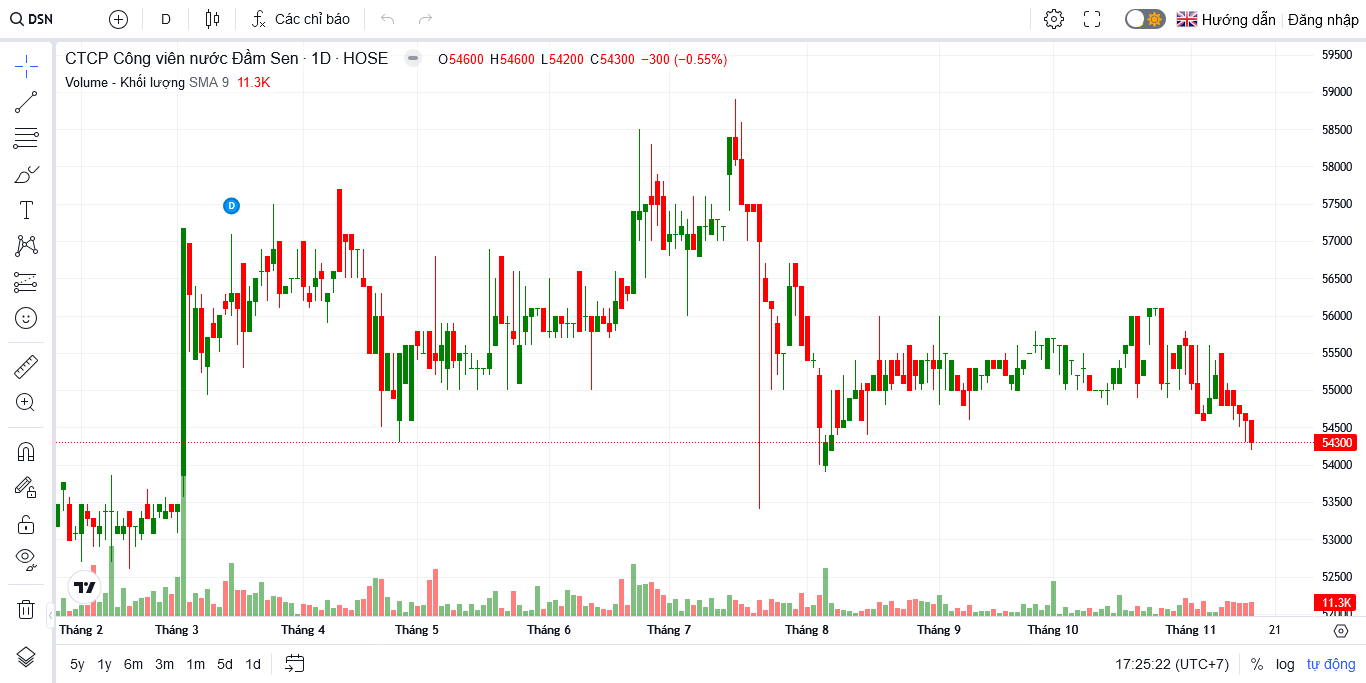 DSN D Các chỉ báo Hướng dẫn Đăng nhập
CTCP Công viên nước Đầm Sen · 1D · HOSE O54600 H54600 L54200 C54300 −300 (−0.55%)
Volume - Khối lượng SMA 9 11.3K
D
59500
59000
58500
58000
57500
57000
56500
56000
55500
55000
54500
54300
54000
53500
53000
52500
11.3K
Tháng 2 Tháng 3 Tháng 4 Tháng 5 Tháng 6 Tháng 7 Tháng 8 Tháng 9 Tháng 10 Tháng 11 21
5y 1y 6m 3m 1m 5d 1d 17:25:22 (UTC+7) % log tự động